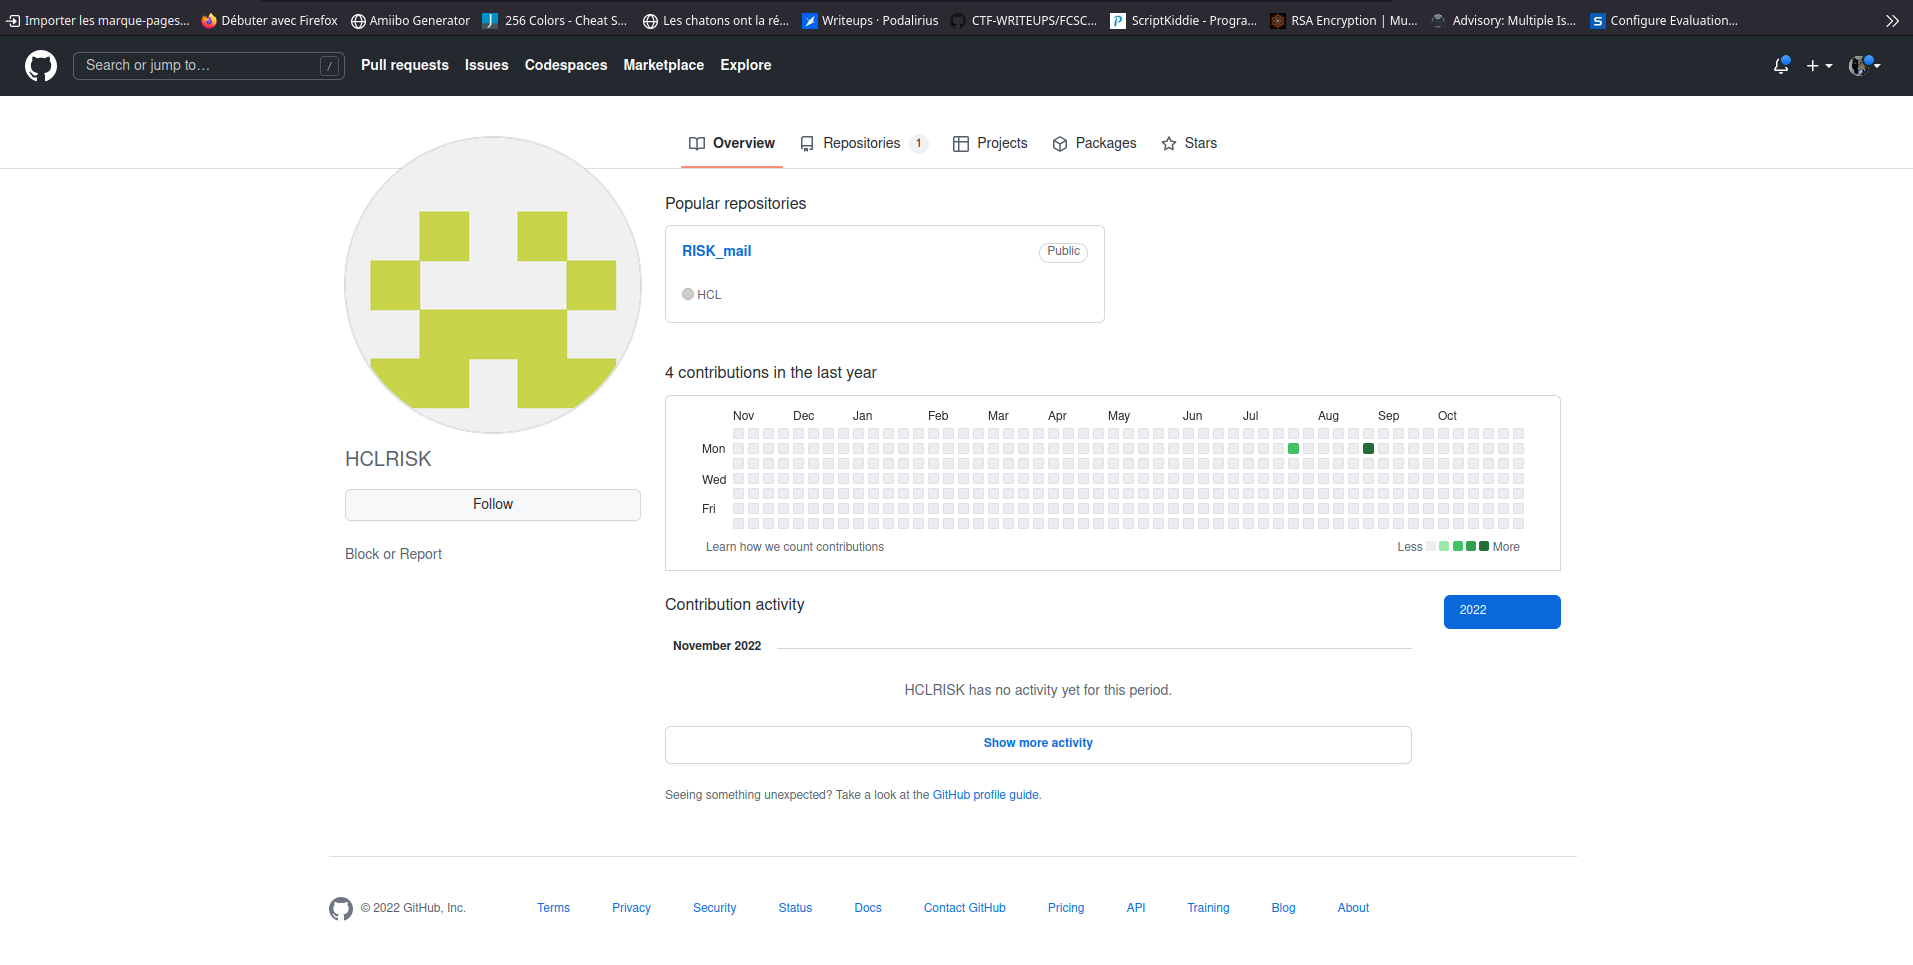 Importer les marque-pages... Débuter avec Firefox Amiibo Generator 256 Colors - Cheat S... Les chatons ont la ré... Writeups · Podalirius CTF-WRITEUPS/FCSC... ScriptKiddie - Progra... RSA Encryption | Mu... Advisory: Multiple Is... Configure Evaluation...
Search or jump to... / Pull requests Issues Codespaces Marketplace Explore
Overview Repositories 1 Projects Packages Stars
Popular repositories
RISK_mail Public
HCL
4 contributions in the last year
Nov Dec Jan Feb Mar Apr May Jun Jul Aug Sep Oct
Mon
Wed
Fri
Learn how we count contributions Less More
HCLRISK
Follow
Block or Report
Contribution activity
2022
November 2022
HCLRISK has no activity yet for this period.
Show more activity
Seeing something unexpected? Take a look at the GitHub profile guide.
© 2022 GitHub, Inc. Terms Privacy Security Status Docs Contact GitHub Pricing API Training Blog About